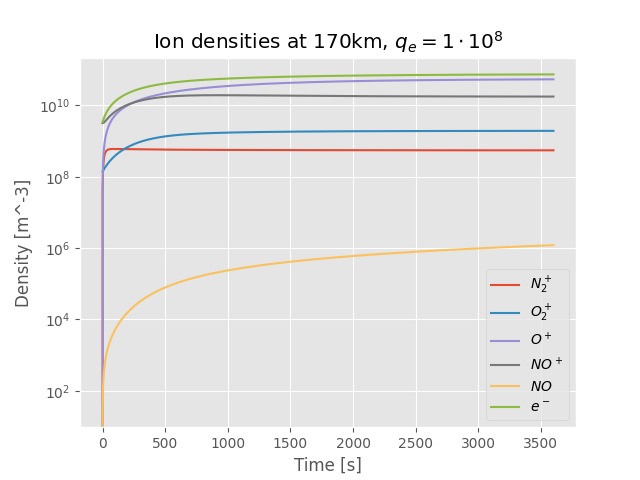 Ion densities at 170km, $q_e = 1 \cdot 10^8$
Density [m^-3]
10^{10}
10^8
10^6
10^4
10^2
0 500 1000 1500 2000 2500 3000 3500
Time [s]
N_2^+
O_2^+
O^+
NO^+
NO
e^-